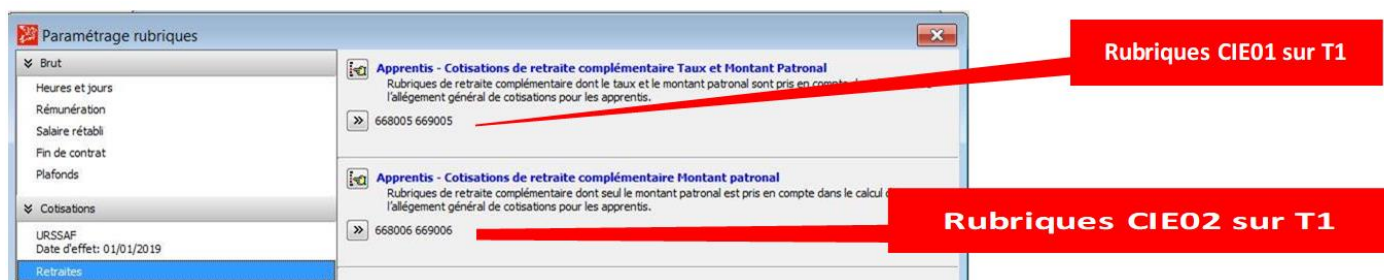 Paramétrage rubriques
Brut
Heures et jours
Rémunération
Salaire rétabli
Fin de contrat
Plafonds
Cotisations
URSSAF
Date d'effet: 01/01/2019
Retraites
Apprentis - Cotisations de retraite complémentaire Taux et Montant Patronal
Rubriques de retraite complémentaire dont le taux et le montant patronal sont pris en compte
l'allégement général de cotisations pour les apprentis.
668005 669005
Apprentis - Cotisations de retraite complémentaire Montant patronal
Rubriques de retraite complémentaire dont seul le montant patronal est pris en compte dans le calcul
l'allégement général de cotisations pour les apprentis.
668006 669006
Rubriques CIE01 sur T1
Rubriques CIE02 sur T1